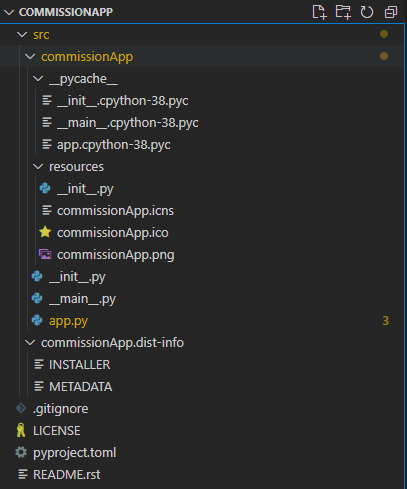 COMMISSIONAPP
src
commissionApp
__pycache__
__init__.cpython-38.pyc
__main__.cpython-38.pyc
app.cpython-38.pyc
resources
__init__.py
commissionApp.icns
commissionApp.ico
commissionApp.png
__init__.py
__main__.py
app.py 3
commissionApp.dist-info
INSTALLER
METADATA
.gitignore
LICENSE
pyproject.toml
README.rst